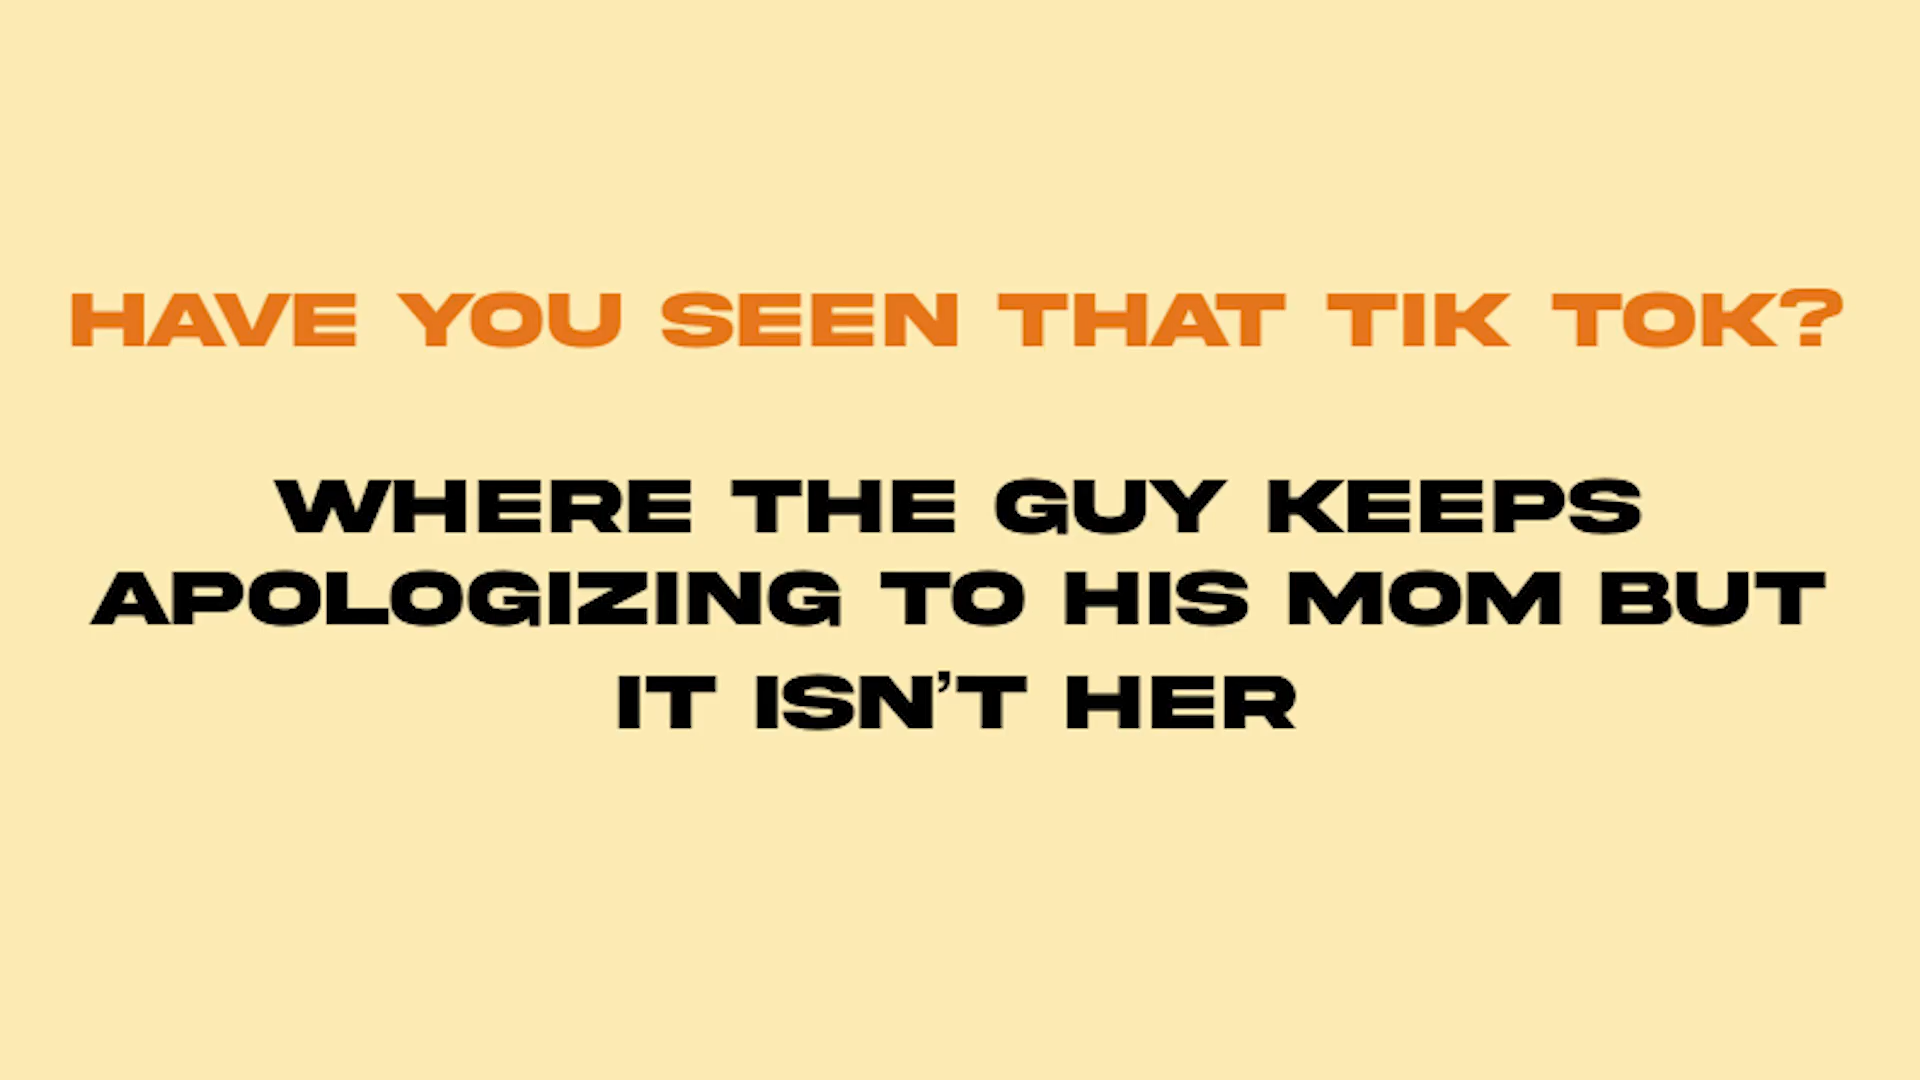 HAVE YOU SEEN THAT TIK TOK?
WHERE THE GUY KEEPS
APOLOGIZING TO HIS MOM BUT
IT ISN’T HER